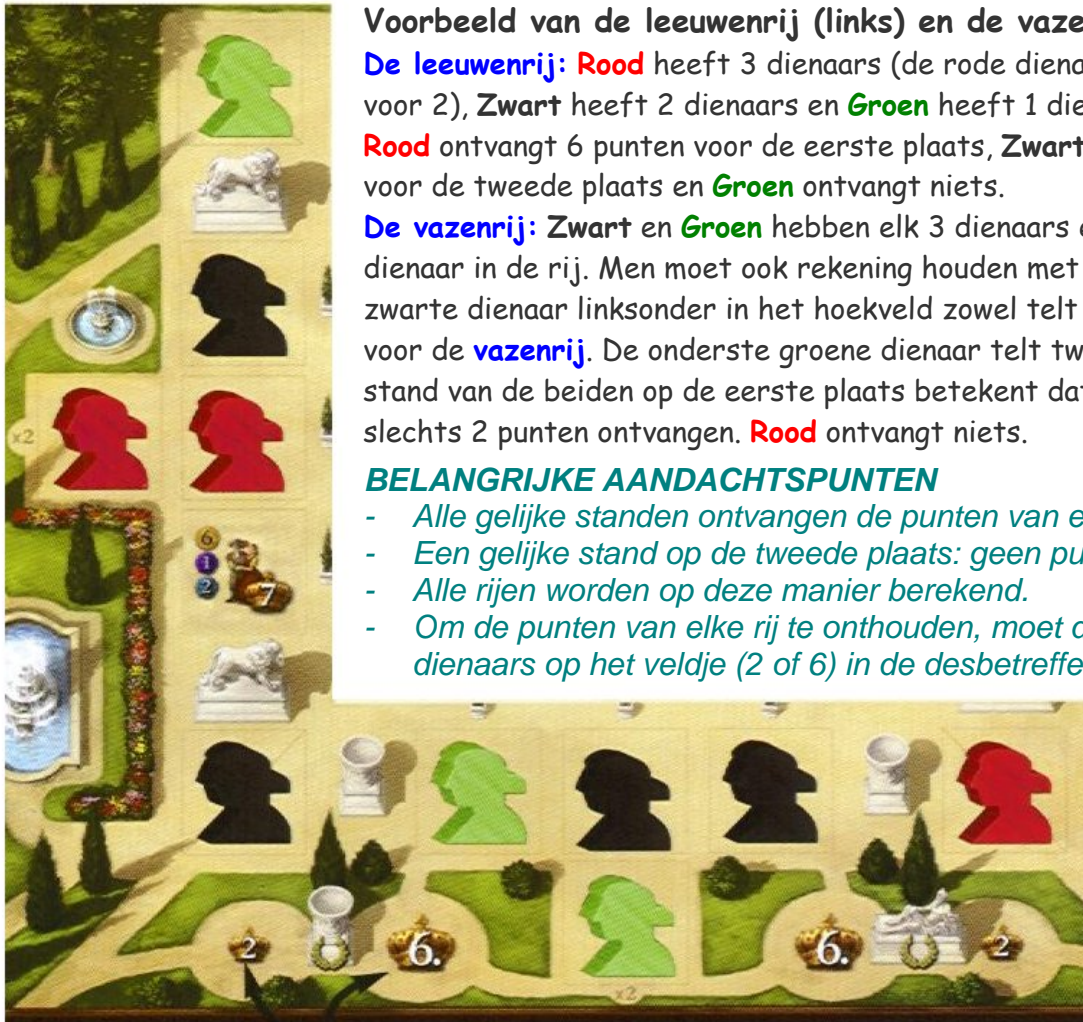 Voorbeeld van de leeuwenrij (links) en de
De leeuwenrij: Rood heeft 3 dienaars (de rode
voor 2), Zwart heeft 2 dienaars en Groen heeft 1
Rood ontvangt 6 punten voor de eerste plaats, Zwart
voor de tweede plaats en Groen ontvangt niets.
De vazenrij: Zwart en Groen hebben elk 3 dienaars
dienaar in de rij. Men moet ook rekening houden met
zwarte dienaar linksonder in het hoekveld zowel telt
voor de vazenrij. De onderste groene dienaar telt
stand van de beiden op de eerste plaats betekent
slechts 2 punten ontvangen. Rood ontvangt niets.
BELANGRIJKE AANDACHTSPUNTEN
- Alle gelijke standen ontvangen de punten van
- Een gelijke stand op de tweede plaats: geen
- Alle rijen worden op deze manier berekend.
- Om de punten van elke rij te onthouden, moet
dienaars op het veldje (2 of 6) in de
x2
6
1
2
7
2
6.
6.
2
x2